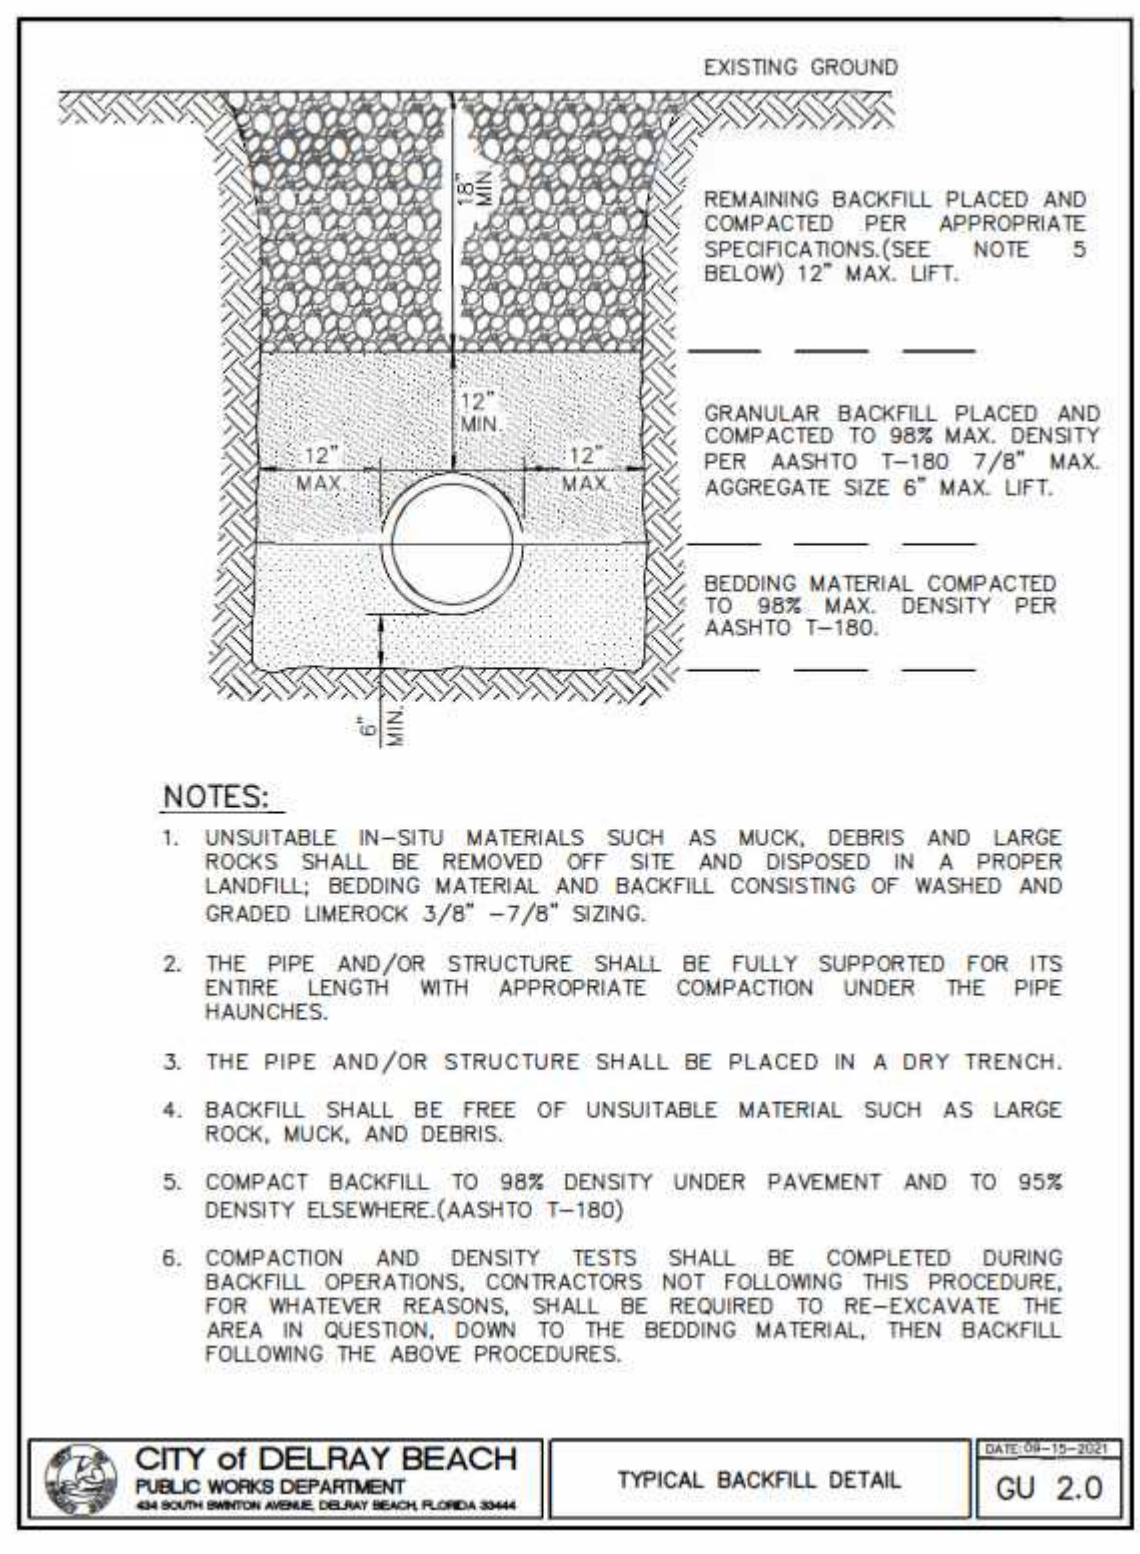 EXISTING GROUND
18"
MIN.
REMAINING BACKFILL PLACED AND
COMPACTED PER APPROPRIATE
SPECIFICATIONS.(SEE NOTE 5
BELOW) 12" MAX. LIFT.
12"
MIN.
12"
MAX.
12"
MAX.
GRANULAR BACKFILL PLACED AND
COMPACTED TO 98% MAX. DENSITY
PER AASHTO T-180 7/8" MAX.
AGGREGATE SIZE 6" MAX. LIFT.
BEDDING MATERIAL COMPACTED
TO 98% MAX. DENSITY PER
AASHTO T-180.
6"
MIN.
NOTES:
1. UNSUITABLE IN-SITU MATERIALS SUCH AS MUCK, DEBRIS AND LARGE
ROCKS SHALL BE REMOVED OFF SITE AND DISPOSED IN A PROPER
LANDFILL; BEDDING MATERIAL AND BACKFILL CONSISTING OF WASHED AND
GRADED LIMEROCK 3/8" -7/8" SIZING.
2. THE PIPE AND/OR STRUCTURE SHALL BE FULLY SUPPORTED FOR ITS
ENTIRE LENGTH WITH APPROPRIATE COMPACTION UNDER THE PIPE
HAUNCHES.
3. THE PIPE AND/OR STRUCTURE SHALL BE PLACED IN A DRY TRENCH.
4. BACKFILL SHALL BE FREE OF UNSUITABLE MATERIAL SUCH AS LARGE
ROCK, MUCK, AND DEBRIS.
5. COMPACT BACKFILL TO 98% DENSITY UNDER PAVEMENT AND TO 95%
DENSITY ELSEWHERE.(AASHTO T-180)
6. COMPACTION AND DENSITY TESTS SHALL BE COMPLETED DURING
BACKFILL OPERATIONS, CONTRACTORS NOT FOLLOWING THIS PROCEDURE,
FOR WHATEVER REASONS, SHALL BE REQUIRED TO RE-EXCAVATE THE
AREA IN QUESTION, DOWN TO THE BEDDING MATERIAL, THEN BACKFILL
FOLLOWING THE ABOVE PROCEDURES.
CITY of DELRAY BEACH
PUBLIC WORKS DEPARTMENT
434 SOUTH SWINTON AVENUE, DELRAY BEACH, FLORIDA 33444
TYPICAL BACKFILL DETAIL
DATE: 09-15-2021
GU 2.0